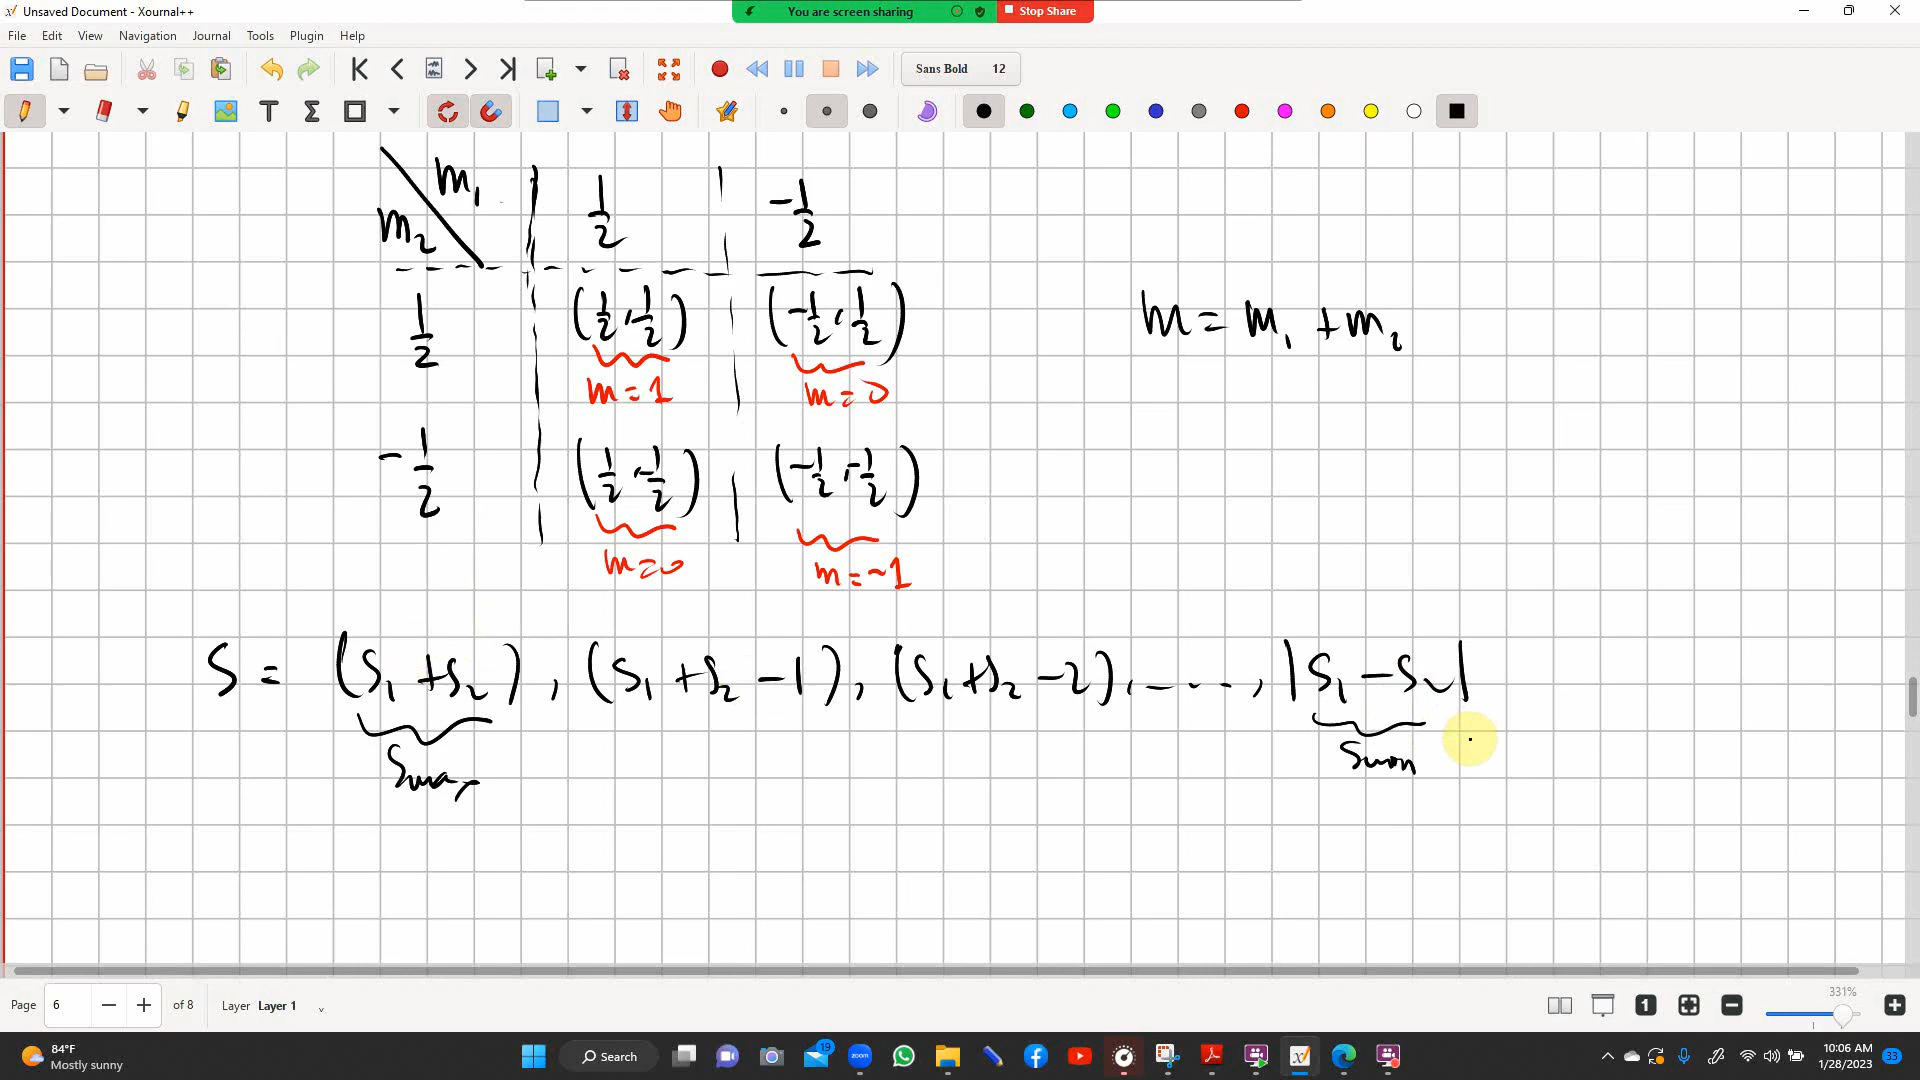 Unsaved Document - Xournal++
You are screen sharing
Stop Share
File Edit View Navigation Journal Tools Plugin Help
Sans Bold 12
m₁
m₂
1/2 -1/2
1/2 (1/2, 1/2) (-1/2, 1/2)
m=1 m=0
m = m₁ + m₂
-1/2 (1/2, -1/2) (-1/2, -1/2)
m=0 m=-1
S = (S₁+S₂), (S₁+S₂-1), (S₁+S₂-2), ....., |S₁-S₂|
Smax Smin
Page 6 of 8 Layer Layer 1
331%
84°F
Mostly sunny
Search
19
zoom
10:06 AM
1/28/2023
33